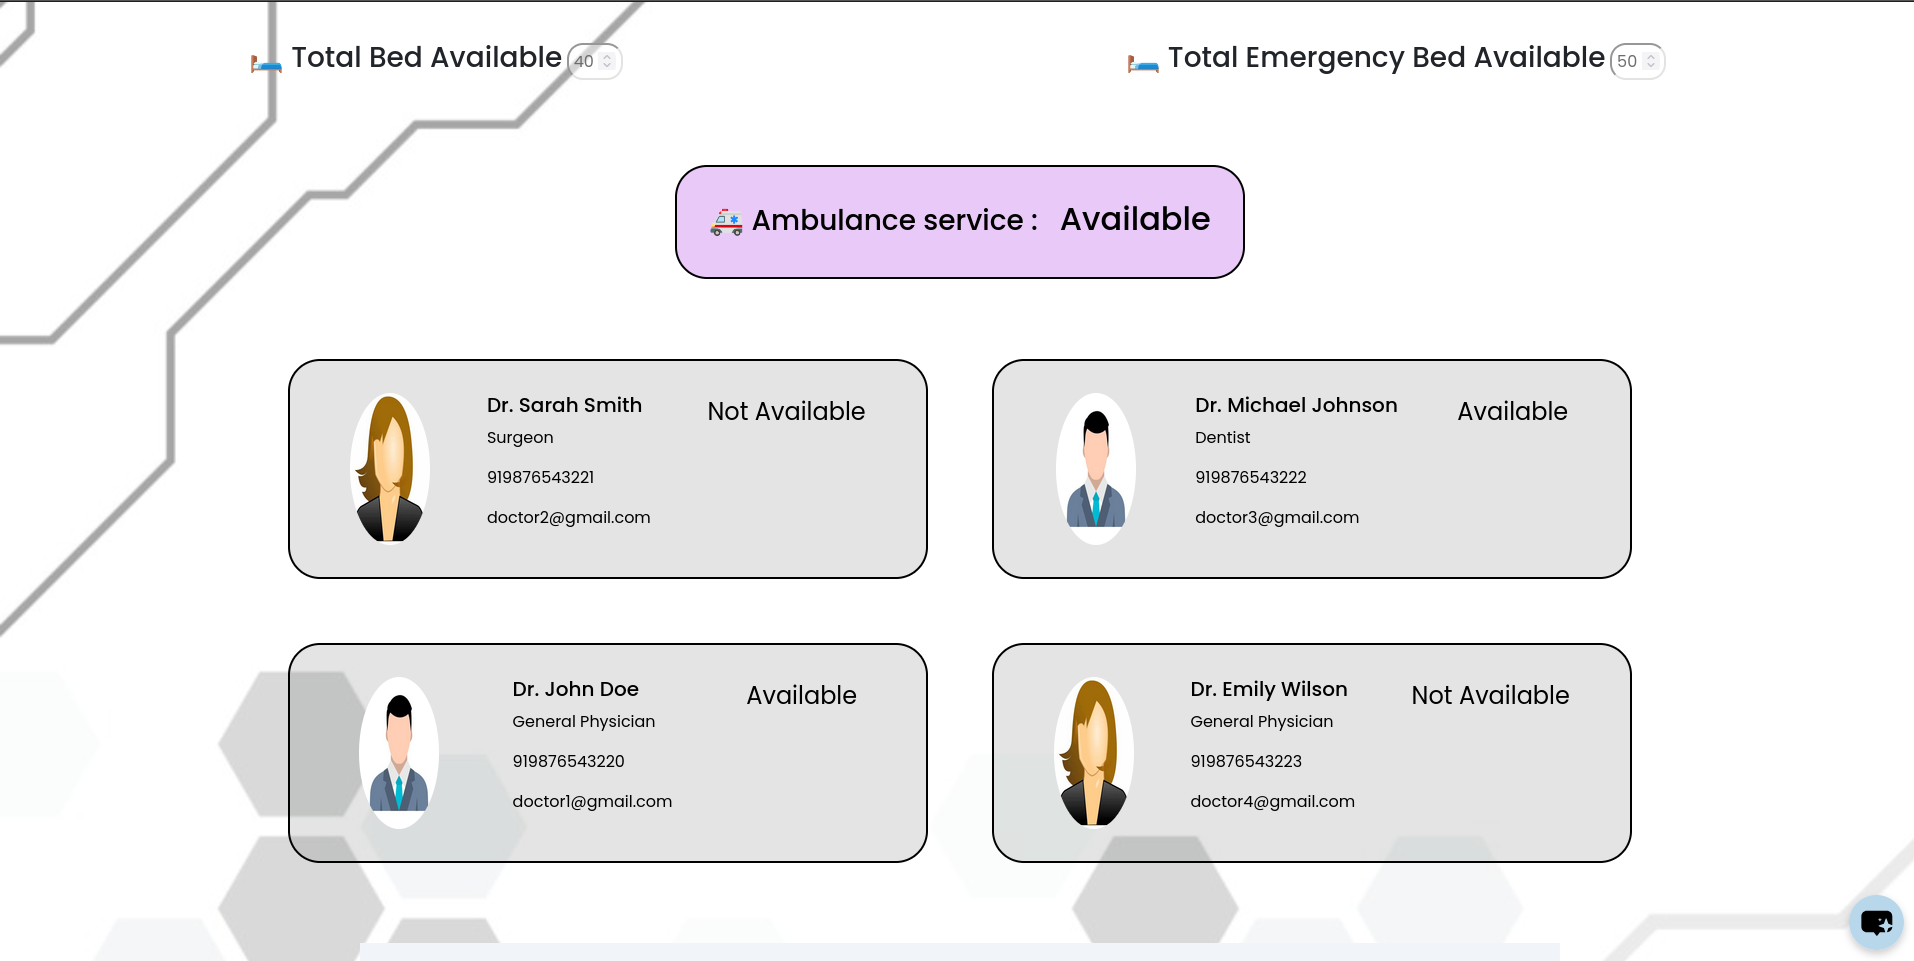 Total Bed Available 40
Total Emergency Bed Available 50
Ambulance service : Available
Dr. Sarah Smith
Not Available
Surgeon
919876543221
doctor2@gmail.com
Dr. Michael Johnson
Available
Dentist
919876543222
doctor3@gmail.com
Dr. John Doe
Available
General Physician
919876543220
doctor1@gmail.com
Dr. Emily Wilson
Not Available
General Physician
919876543223
doctor4@gmail.com